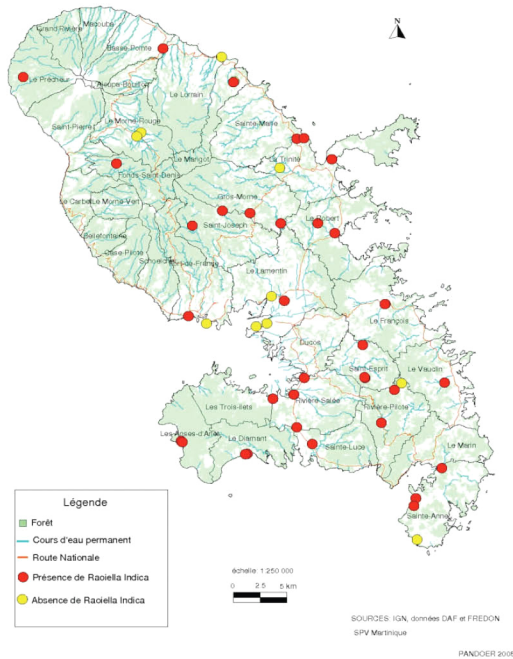 N
Macouba
Grand Rivière
Basse-Pointe
Le Prêcheur
L'Ajoupa-Bouillon
Le Lorrain
Le Morne-Rouge
Sainte-Marie
Saint-Pierre
La Trinité
Le Marigot
Fonds-Saint-Denis
Gros-Morne
Le Carbet
Le Morne-Vert
Le Robert
Saint-Joseph
Bellefontaine
Case-Pilote
Schoelcher
Fort-de-France
Le Lamentin
Le François
Ducos
Saint-Esprit
Le Vauclin
Les Trois-Ilets
Rivière-Salée
Rivière-Pilote
Les Anses-d'Arlet
Le Diamant
Sainte-Luce
Le Marin
Sainte-Anne
Légende
Forêt
Cours d'eau permanent
Route Nationale
Présence de Raoiella Indica
Absence de Raoiella Indica
échelle: 1:250 000
0 2.5 5 km
SOURCES: IGN, données DAF et FREDON
SPV Martinique